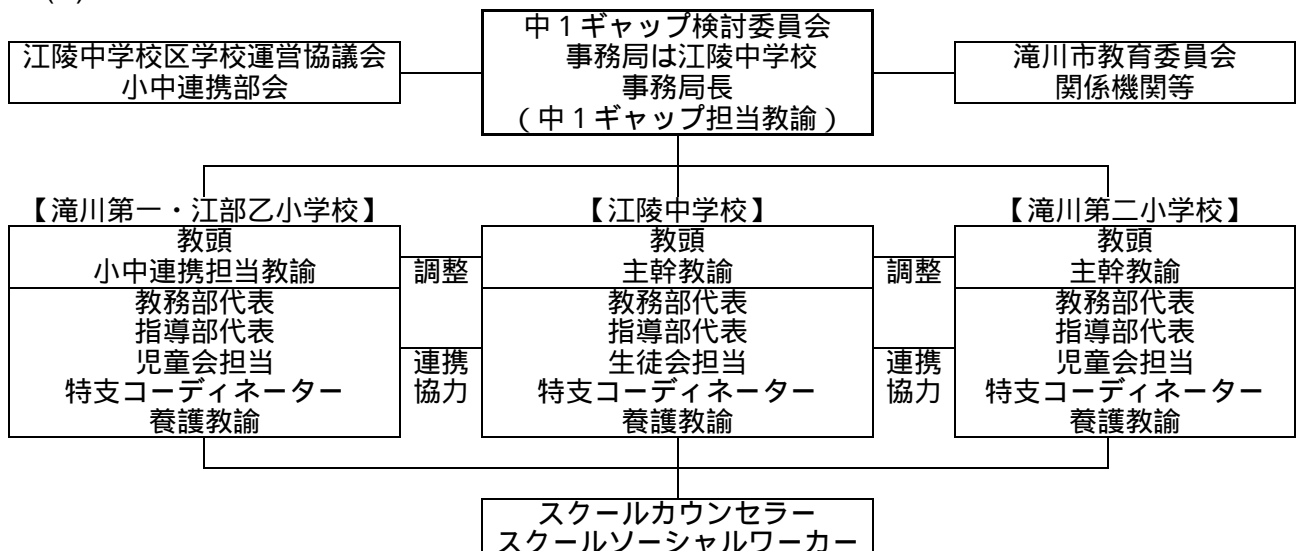 中１ギャップ検討委員会
事務局は江陵中学校
事務局長
(中１ギャップ担当教諭)
江陵中学校区学校運営協議会
小中連携部会
滝川市教育委員会
関係機関等
【滝川第一・江部乙小学校】
教頭
小中連携担当教諭
教務部代表
指導部代表
児童会担当
特支コーディネーター
養護教諭
調整
連携
協力
【江陵中学校】
教頭
主幹教諭
教務部代表
指導部代表
生徒会担当
特支コーディネーター
養護教諭
調整
連携
協力
【滝川第二小学校】
教頭
主幹教諭
教務部代表
指導部代表
児童会担当
特支コーディネーター
養護教諭
スクールカウンセラー
スクールソーシャルワーカー